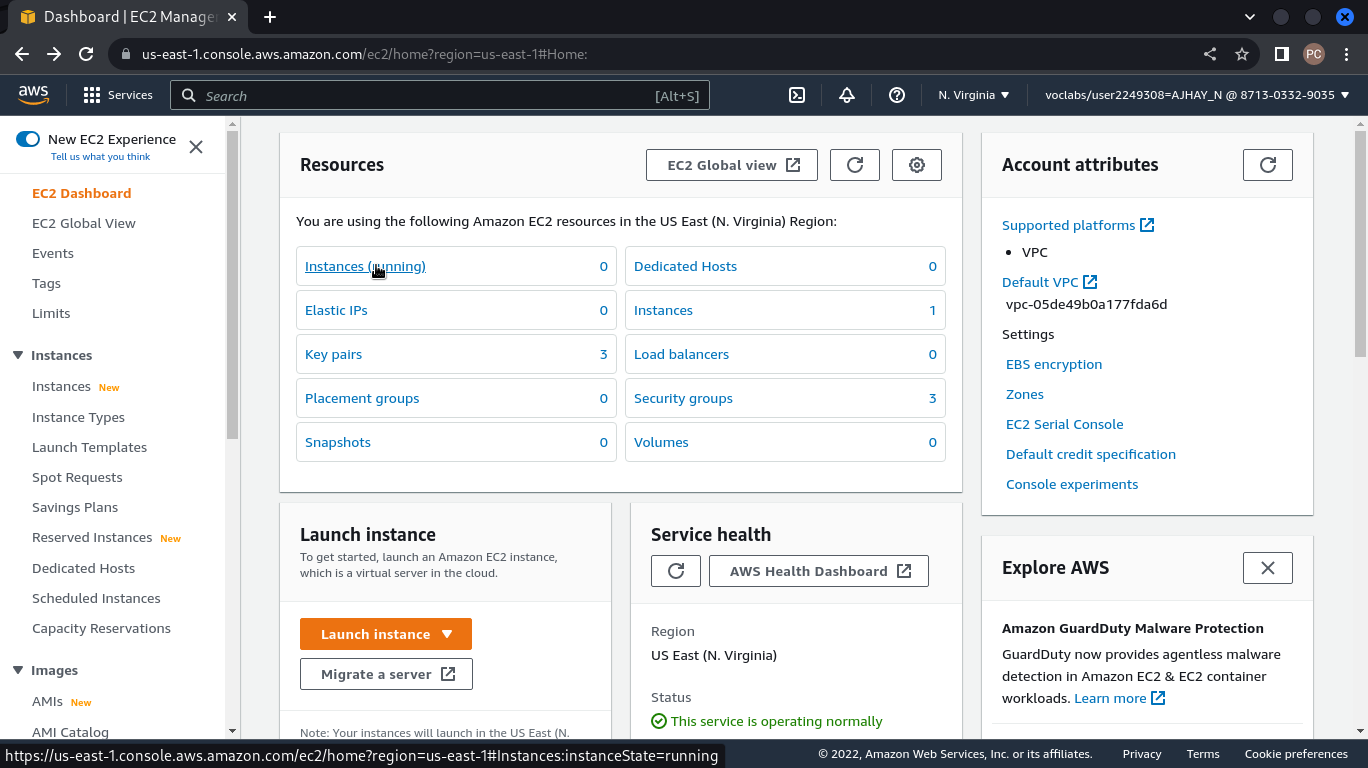 Dashboard | EC2 Manage
us-east-1.console.aws.amazon.com/ec2/home?region=us-east-1#Home:
PC
aws
Services
Search
[Alt+S]
N. Virginia
voclabs/user2249308=AJHAY_N @ 8713-0332-9035
New EC2 Experience
Tell us what you think
EC2 Dashboard
EC2 Global View
Events
Tags
Limits
Instances
Instances New
Instance Types
Launch Templates
Spot Requests
Savings Plans
Reserved Instances New
Dedicated Hosts
Scheduled Instances
Capacity Reservations
Images
AMIs New
AMI Catalog
Resources
EC2 Global view
You are using the following Amazon EC2 resources in the US East (N. Virginia) Region:
Instances (running) 0
Dedicated Hosts 0
Elastic IPs 0
Instances 1
Key pairs 3
Load balancers 0
Placement groups 0
Security groups 3
Snapshots 0
Volumes 0
Launch instance
To get started, launch an Amazon EC2 instance,
which is a virtual server in the cloud.
Launch instance
Migrate a server
Note: Your instances will launch in the US East (N.
Service health
AWS Health Dashboard
Region
US East (N. Virginia)
Status
This service is operating normally
Account attributes
Supported platforms
• VPC
Default VPC
vpc-05de49b0a177fda6d
Settings
EBS encryption
Zones
EC2 Serial Console
Default credit specification
Console experiments
Explore AWS
Amazon GuardDuty Malware Protection
GuardDuty now provides agentless malware
detection in Amazon EC2 & EC2 container
workloads. Learn more
https://us-east-1.console.aws.amazon.com/ec2/home?region=us-east-1#Instances:instanceState=running
© 2022, Amazon Web Services, Inc. or its affiliates.
Privacy
Terms
Cookie preferences